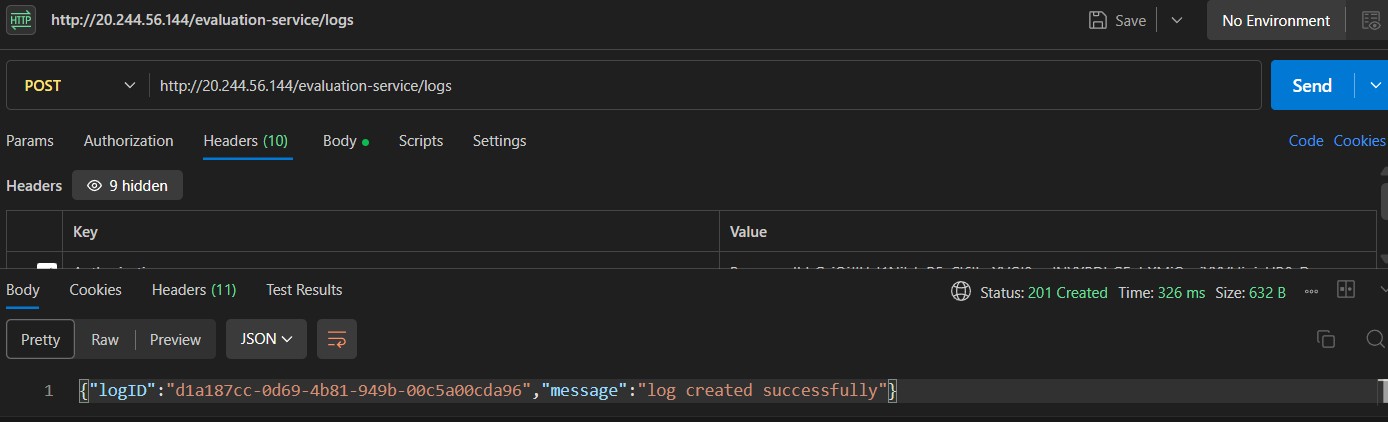 HTTP
http://20.244.56.144/evaluation-service/logs
Save
No Environment
POST
http://20.244.56.144/evaluation-service/logs
Send
Params
Authorization
Headers (10)
Body
Scripts
Settings
Code
Cookies
Headers
9 hidden
Key
Value
Body
Cookies
Headers (11)
Test Results
Status: 201 Created
Time: 326 ms
Size: 632 B
Pretty
Raw
Preview
JSON
1
{"logID":"d1a187cc-0d69-4b81-949b-00c5a00cda96","message":"log created successfully"}